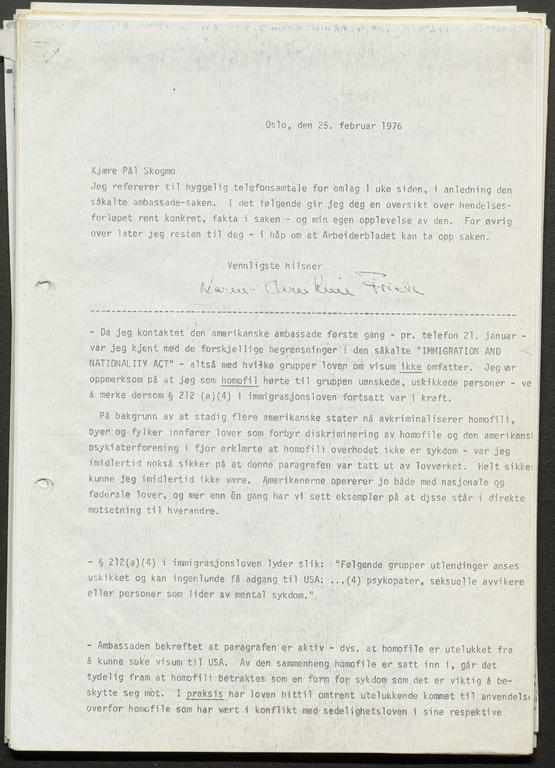 Oslo, den 25. februar 1976
Kjære Pål Skogmo
Jeg refererer til hyggelig telefonsamtale for omlag 1 uke siden, i anledning den
såkalte ambassade-saken. I det følgende gir jeg deg en oversikt over hendelses-
forløpet rent konkret, fakta i saken - og min egen opplevelse av den. For øvrig
over later jeg resten til deg - i håp om at Arbeiderbladet kan ta opp saken.
Vennligste hilsner
Karen-Christine Friele
- Da jeg kontaktet den amerikanske ambassade første gang - pr. telefon 21. januar -
var jeg kjent med de forskjellige begrensninger i den såkalte "IMMIGRATION AND
NATIONALITY ACT" - altså med hvilke grupper loven om visum ikke omfatter. Jeg var
oppmerksom på at jeg som homofil hørte til gruppen uønskede, uskikkede personer - ve
å merke dersom § 212 (a)(4) i immigrasjonsloven fortsatt var i kraft.
På bakgrunn av at stadig flere amerikanske stater nå avkriminaliserer homofili,
byer og fylker innfører lover som forbyr diskriminering av homofile og den amerikansk
psykiaterforening i fjor erklærte at homofili overhodet ikke er sykdom - var jeg
imidlertid nokså sikker på at denne paragrafen var tatt ut av lovverket. Helt sikker
kunne jeg imidlertid ikke være. Amerikanerne opererer jo både med nasjonale og
føderale lover, og mer enn én gang har vi sett eksempler på at disse står i direkte
motsetning til hverandre.
- § 212(a)(4) i immigrasjonsloven lyder slik: "Følgende grupper utlendinger anses
uskikket og kan ingenlunde få adgang til USA: ...(4) psykopater, seksuelle avvikere
eller personer som lider av mental sykdom."
- Ambassaden bekreftet at paragrafen er aktiv - dvs. at homofile er utelukket fra
å kunne søke visum til USA. Av den sammenheng homofile er satt inn i, går det
tydelig fram at homofili betraktes som en form for sykdom som det er viktig å be-
skytte seg mot. I praksis har loven hittil omtrent utelukkende kommet til anvendelse
overfor homofile som har vært i konflikt med sedelighetsloven i sine respektive